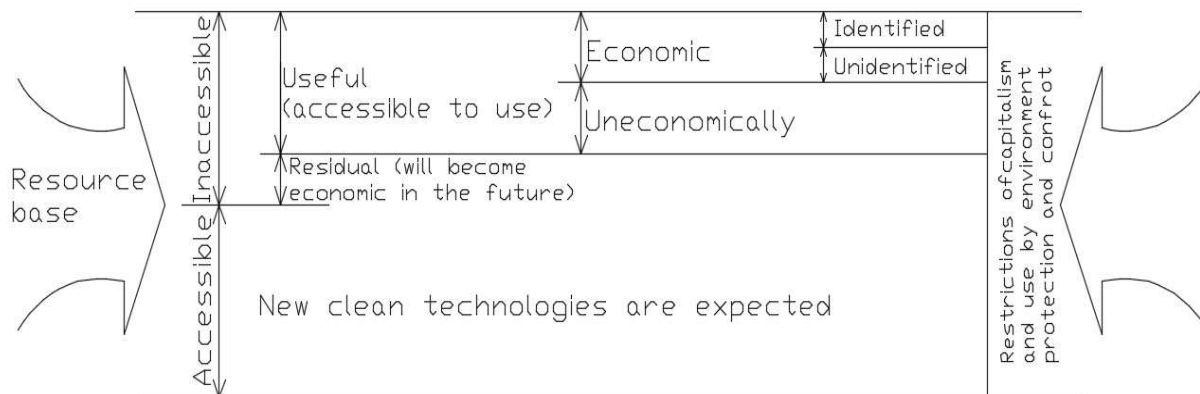 Resource
base
Inaccessible
Accessible
Useful
(accessible to use)
Residual (will become
economic in the future)
Economic
Uneconomically
Identified
Unidentified
New clean technologies are expected
Restrictions ofcapitalism
and use by environment
protection and confrot